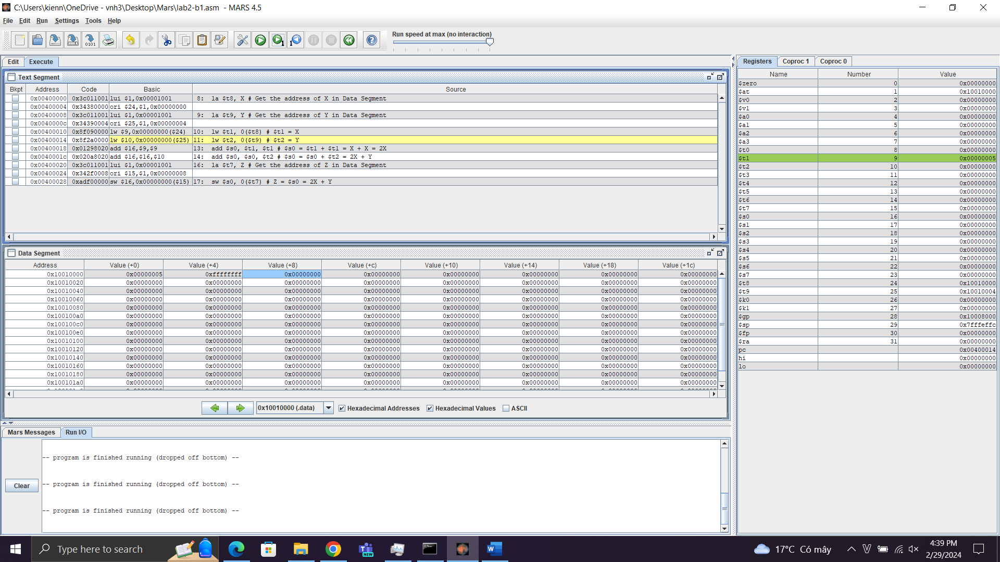 C:\Users\kienn\OneDrive - vnh3\Desktop\Mars\lab2-b1.asm - MARS 4.5
File Edit Run Settings Tools Help
Run speed at max (no interaction)
Edit Execute
Text Segment
Bkpt Address Code Basic Source
0x00400000 0x3c011001 lui $1,0x00001001 8: la $t8, X # Get the address of X in Data Segment
0x00400004 0x34380000 ori $24,$1,0x00000000
0x00400008 0x3c011001 lui $1,0x00001001 9: la $t9, Y # Get the address of Y in Data Segment
0x0040000c 0x34390004 ori $25,$1,0x00000004
0x00400010 0x8f090000 lw $9,0x00000000($24) 10: lw $t1, 0($t8) # $t1 = X
0x00400014 0x8f2a0000 lw $10,0x00000000($25) 11: lw $t2, 0($t9) # $t2 = Y
0x00400018 0x01298020 add $16,$9,$9 13: add $s0, $t1, $t1 # $s0 = $t1 + $t1 = X + X = 2X
0x0040001c 0x020a8020 add $16,$16,$10 14: add $s0, $s0, $t2 # $s0 = $s0 + $t2 = 2X + Y
0x00400020 0x3c011001 lui $1,0x00001001 16: la $t7, Z # Get the address of Z in Data Segment
0x00400024 0x342f0008 ori $15,$1,0x00000008
0x00400028 0xadf00000 sw $16,0x00000000($15) 17: sw $s0, 0($t7) # Z = $s0 = 2X + Y
Data Segment
Address Value (+0) Value (+4) Value (+8) Value (+c) Value (+10) Value (+14) Value (+18) Value (+1c)
0x10010000 0x00000005 0xffffffff 0x00000000 0x00000000 0x00000000 0x00000000 0x00000000 0x00000000
0x10010020 0x00000000 0x00000000 0x00000000 0x00000000 0x00000000 0x00000000 0x00000000 0x00000000
0x10010040 0x00000000 0x00000000 0x00000000 0x00000000 0x00000000 0x00000000 0x00000000 0x00000000
0x10010060 0x00000000 0x00000000 0x00000000 0x00000000 0x00000000 0x00000000 0x00000000 0x00000000
0x10010080 0x00000000 0x00000000 0x00000000 0x00000000 0x00000000 0x00000000 0x00000000 0x00000000
0x100100a0 0x00000000 0x00000000 0x00000000 0x00000000 0x00000000 0x00000000 0x00000000 0x00000000
0x100100c0 0x00000000 0x00000000 0x00000000 0x00000000 0x00000000 0x00000000 0x00000000 0x00000000
0x100100e0 0x00000000 0x00000000 0x00000000 0x00000000 0x00000000 0x00000000 0x00000000 0x00000000
0x10010100 0x00000000 0x00000000 0x00000000 0x00000000 0x00000000 0x00000000 0x00000000 0x00000000
0x10010120 0x00000000 0x00000000 0x00000000 0x00000000 0x00000000 0x00000000 0x00000000 0x00000000
0x10010140 0x00000000 0x00000000 0x00000000 0x00000000 0x00000000 0x00000000 0x00000000 0x00000000
0x10010160 0x00000000 0x00000000 0x00000000 0x00000000 0x00000000 0x00000000 0x00000000 0x00000000
0x10010180 0x00000000 0x00000000 0x00000000 0x00000000 0x00000000 0x00000000 0x00000000 0x00000000
0x100101a0 0x00000000 0x00000000 0x00000000 0x00000000 0x00000000 0x00000000 0x00000000 0x00000000
0x10010000 (.data) Hexadecimal Addresses Hexadecimal Values ASCII
Mars Messages Run I/O
Clear
-- program is finished running (dropped off bottom) --
-- program is finished running (dropped off bottom) --
-- program is finished running (dropped off bottom) --
Registers Coproc 1 Coproc 0
Name Number Value
$zero 0 0x00000000
$at 1 0x10010000
$v0 2 0x00000000
$v1 3 0x00000000
$a0 4 0x00000000
$a1 5 0x00000000
$a2 6 0x00000000
$a3 7 0x00000000
$t0 8 0x00000000
$t1 9 0x00000005
$t2 10 0x00000000
$t3 11 0x00000000
$t4 12 0x00000000
$t5 13 0x00000000
$t6 14 0x00000000
$t7 15 0x00000000
$s0 16 0x00000000
$s1 17 0x00000000
$s2 18 0x00000000
$s3 19 0x00000000
$s4 20 0x00000000
$s5 21 0x00000000
$s6 22 0x00000000
$s7 23 0x00000000
$t8 24 0x10010000
$t9 25 0x10010004
$k0 26 0x00000000
$k1 27 0x00000000
$gp 28 0x10008000
$sp 29 0x7fffeffc
$fp 30 0x00000000
$ra 31 0x00000000
pc 0x00400014
hi 0x00000000
lo 0x00000000
Type here to search
NEW
17°C Có mây
4:39 PM
2/29/2024